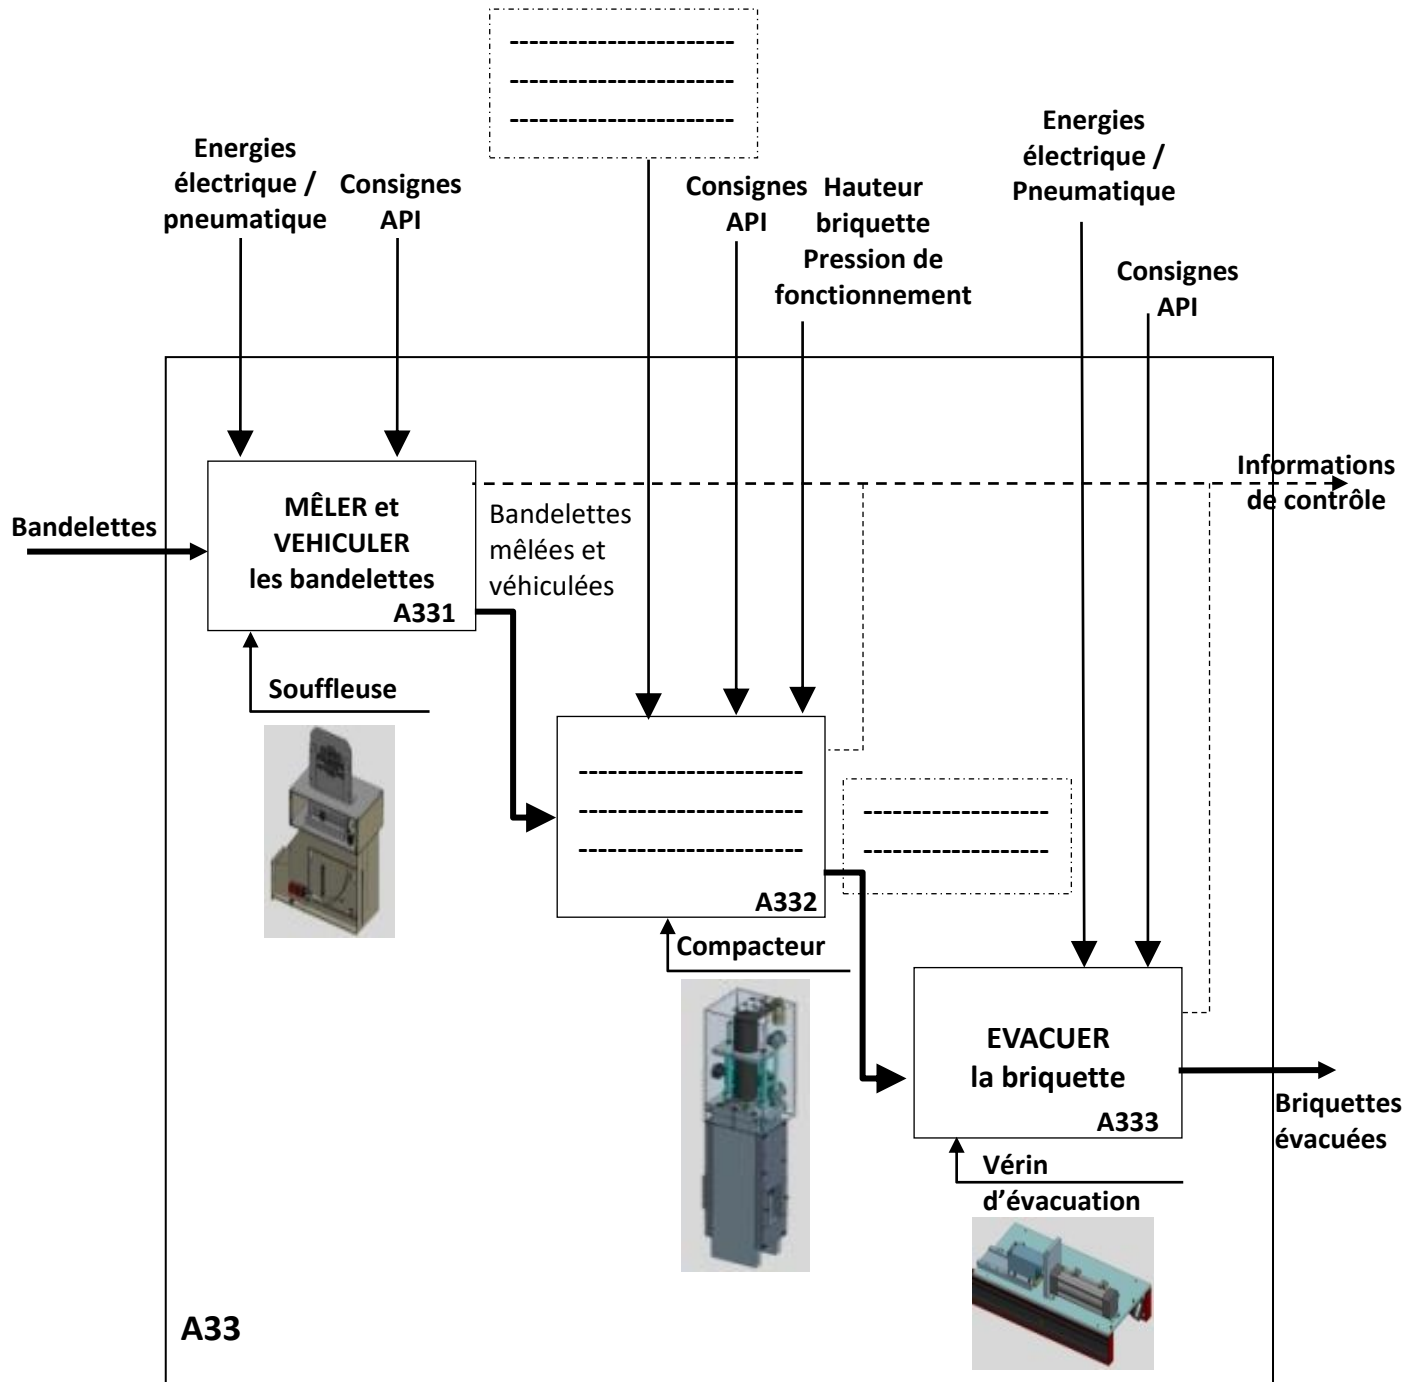 Energies
électrique /
pneumatique
Consignes
API
Consignes
API
Hauteur
briquette
Pression de
fonctionnement
Energies
électrique /
Pneumatique
Consignes
API
Informations
de contrôle
Bandelettes
MÊLER et
VEHICULER
les bandelettes
A331
Bandelettes
mêlées et
véhiculées
Souffleuse
A332
Compacteur
EVACUER
la briquette
A333
Briquettes
évacuées
Vérin
d’évacuation
A33